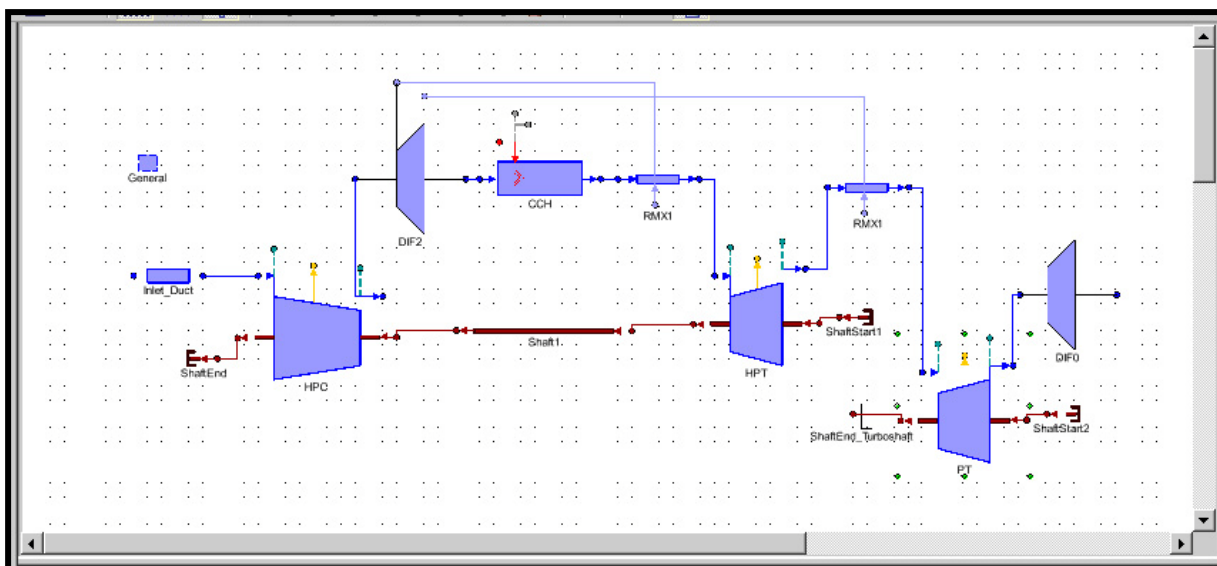 General
Inlet_Duct
DIF2
CCH
RMX1
RMX1
ShaftEnd
HPC
Shaft1
HPT
ShaftStart1
DIF0
ShaftEnd_Turboshaft
PT
ShaftStart2